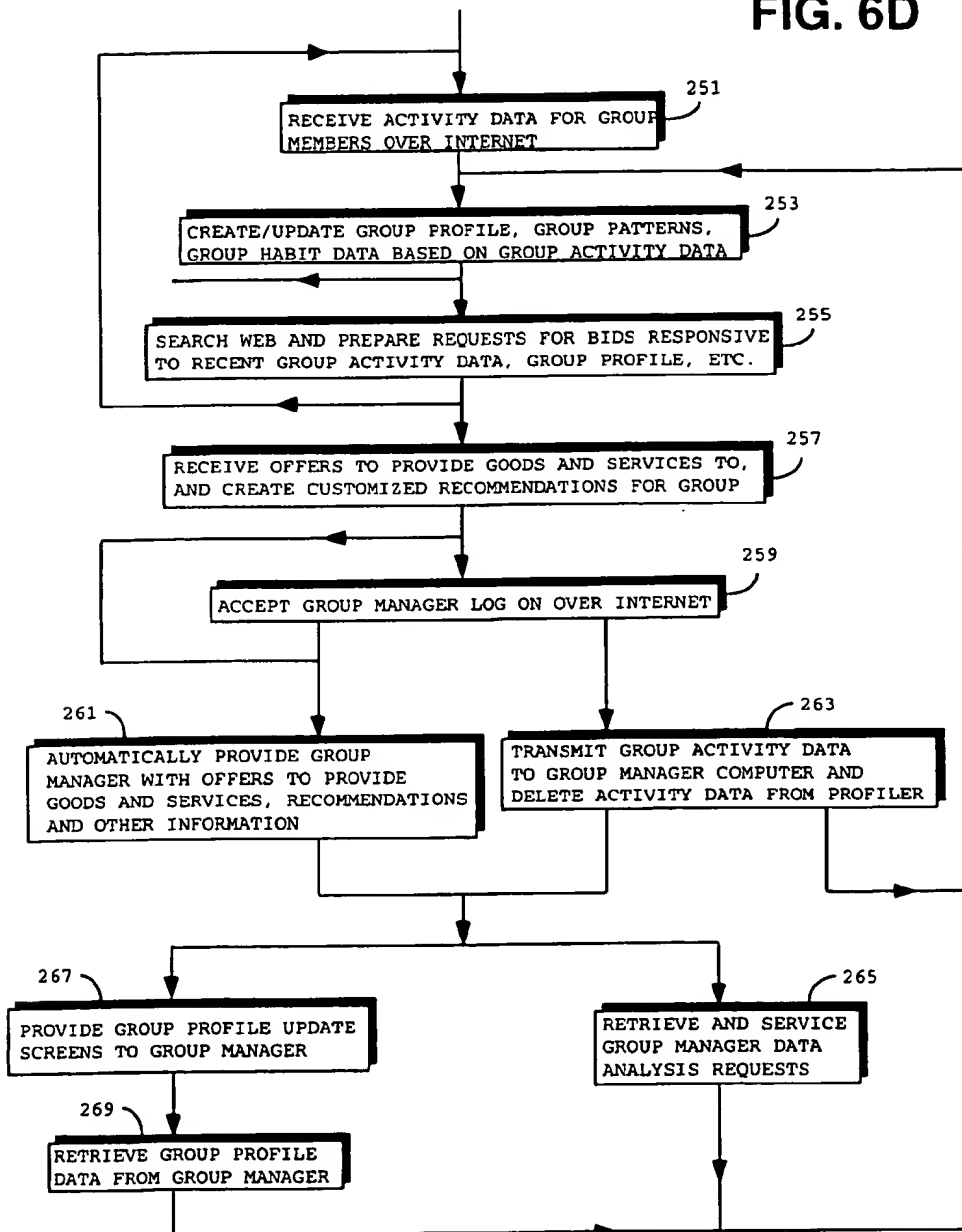 FIG. 6D
251
RECEIVE ACTIVITY DATA FOR GROUP
MEMBERS OVER INTERNET
253
CREATE/UPDATE GROUP PROFILE, GROUP PATTERNS,
GROUP HABIT DATA BASED ON GROUP ACTIVITY DATA
255
SEARCH WEB AND PREPARE REQUESTS FOR BIDS RESPONSIVE
TO RECENT GROUP ACTIVITY DATA, GROUP PROFILE, ETC.
257
RECEIVE OFFERS TO PROVIDE GOODS AND SERVICES TO,
AND CREATE CUSTOMIZED RECOMMENDATIONS FOR GROUP
259
ACCEPT GROUP MANAGER LOG ON OVER INTERNET
261
AUTOMATICALLY PROVIDE GROUP
MANAGER WITH OFFERS TO PROVIDE
GOODS AND SERVICES, RECOMMENDATIONS
AND OTHER INFORMATION
263
TRANSMIT GROUP ACTIVITY DATA
TO GROUP MANAGER COMPUTER AND
DELETE ACTIVITY DATA FROM PROFILER
267
PROVIDE GROUP PROFILE UPDATE
SCREENS TO GROUP MANAGER
265
RETRIEVE AND SERVICE
GROUP MANAGER DATA
ANALYSIS REQUESTS
269
RETRIEVE GROUP PROFILE
DATA FROM GROUP MANAGER